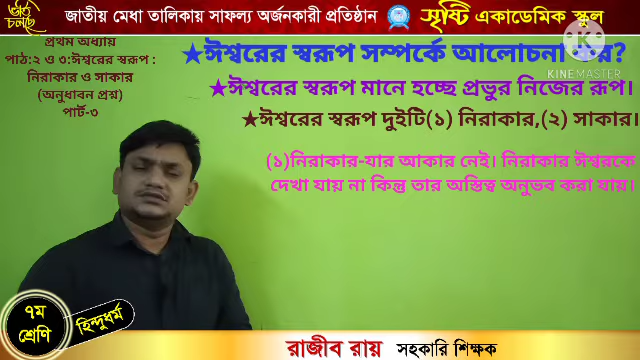 ভর্তি চলছে
জাতীয় মেধা তালিকায় সাফল্য অর্জনকারী প্রতিষ্ঠান সৃষ্টি একাডেমিক স্কুল
প্রথম অধ্যায়
পাঠ:২ ও ৩:ঈশ্বরের স্বরূপ :
নিরাকার ও সাকার
(অনুধাবন প্রশ্ন)
পার্ট-৩
★ঈশ্বরের স্বরূপ সম্পর্কে আলোচনা
KINEMASTER
★ঈশ্বরের স্বরূপ মানে হচ্ছে প্রভুর নিজের রূপ।
★ঈশ্বরের স্বরূপ দুইটি(১) নিরাকার,(২) সাকার।
(১)নিরাকার-যার আকার নেই। নিরাকার ঈশ্বরকে
দেখা যায় না কিন্তু তার অস্তিত্ব অনুভব করা যায়।
৭ম
শ্রেণি
হিন্দুধর্ম
রাজীব রায় সহকারি শিক্ষক